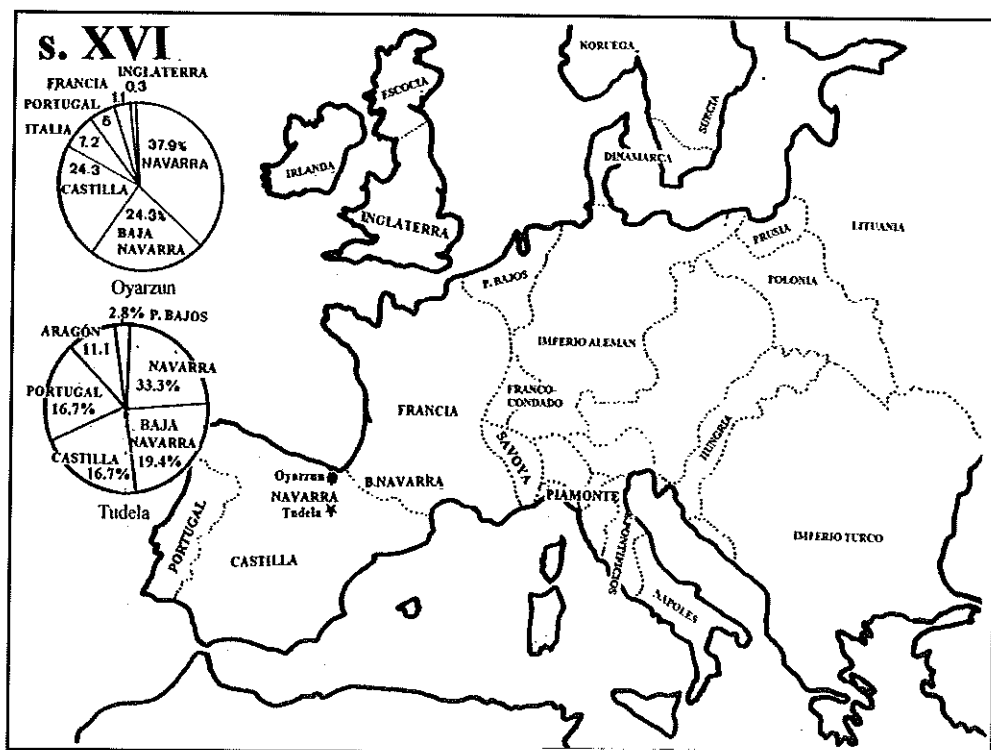 s. XVI
INGLATERRA
0.3
FRANCIA
1.1
PORTUGAL
5
ITALIA
7.2
37.9%
NAVARRA
24.3
CASTILLA
24.3%
BAJA
NAVARRA
Oyarzun
2.8% P. BAJOS
ARAGÓN
11.1
NAVARRA
33.3%
PORTUGAL
16.7%
BAJA
NAVARRA
19.4%
CASTILLA
16.7%
Tudela
NORUEGA
ESCOCIA
SUECIA
DINAMARCA
IRLANDA
INGLATERRA
PRUSIA
LITUANIA
P. BAJOS
POLONIA
IMPERIO ALEMAN
FRANCO-
CONDADO
FRANCIA
HUNGRIA
SAVOYA
Oyarzun
B.NAVARRA
NAVARRA
Tudela
PIAMONTE
PORTUGAL
CASTILLA
PONTIFICIOS
IMPERIO TURCO
NAPOLES